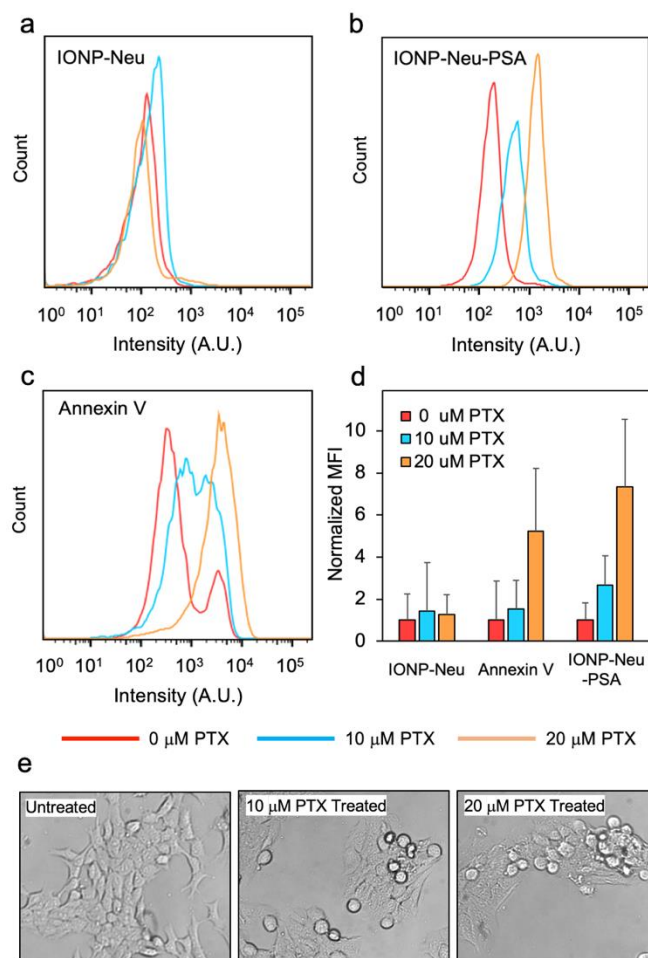 a
IONP-Neu
Count
10⁰ 10¹ 10² 10³ 10⁴ 10⁵
Intensity (A.U.)
b
IONP-Neu-PSA
Count
10⁰ 10¹ 10² 10³ 10⁴ 10⁵
Intensity (A.U.)
c
Annexin V
Count
10⁰ 10¹ 10² 10³ 10⁴ 10⁵
Intensity (A.U.)
d
0 uM PTX
10 uM PTX
20 uM PTX
Normalized MFI
10
8
6
4
2
0
IONP-Neu
Annexin V
IONP-Neu
-PSA
0 μM PTX
10 μM PTX
20 μM PTX
e
Untreated
10 μM PTX Treated
20 μM PTX Treated